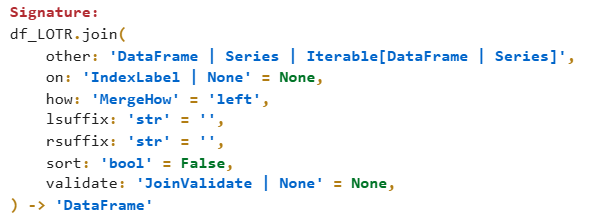 Signature:
df_LOTR.join(
    other: 'DataFrame | Series | Iterable[DataFrame | Series]',
    on: 'IndexLabel | None' = None,
    how: 'MergeHow' = 'left',
    lsuffix: 'str' = '',
    rsuffix: 'str' = '',
    sort: 'bool' = False,
    validate: 'JoinValidate | None' = None,
) -> 'DataFrame'